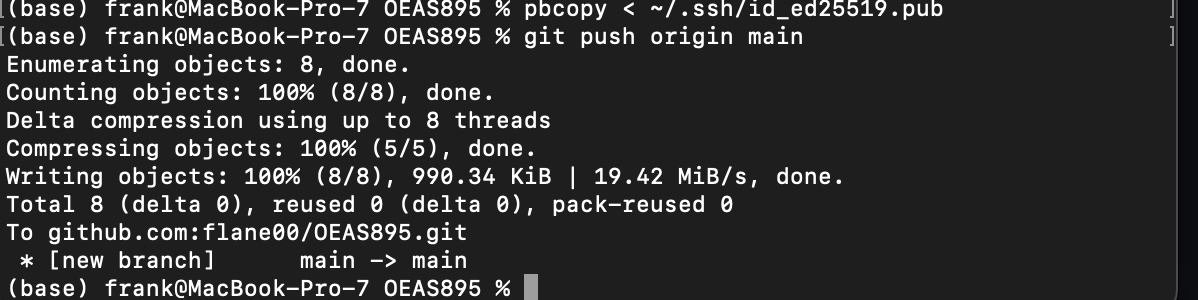 (base) frank@MacBook-Pro-7 OEAS895 % pbcopy < ~/.ssh/id_ed25519.pub ]
[(base) frank@MacBook-Pro-7 OEAS895 % git push origin main ]
Enumerating objects: 8, done.
Counting objects: 100% (8/8), done.
Delta compression using up to 8 threads
Compressing objects: 100% (5/5), done.
Writing objects: 100% (8/8), 990.34 KiB | 19.42 MiB/s, done.
Total 8 (delta 0), reused 0 (delta 0), pack-reused 0
To github.com:flane00/OEAS895.git
 * [new branch]      main -> main
(base) frank@MacBook-Pro-7 OEAS895 %